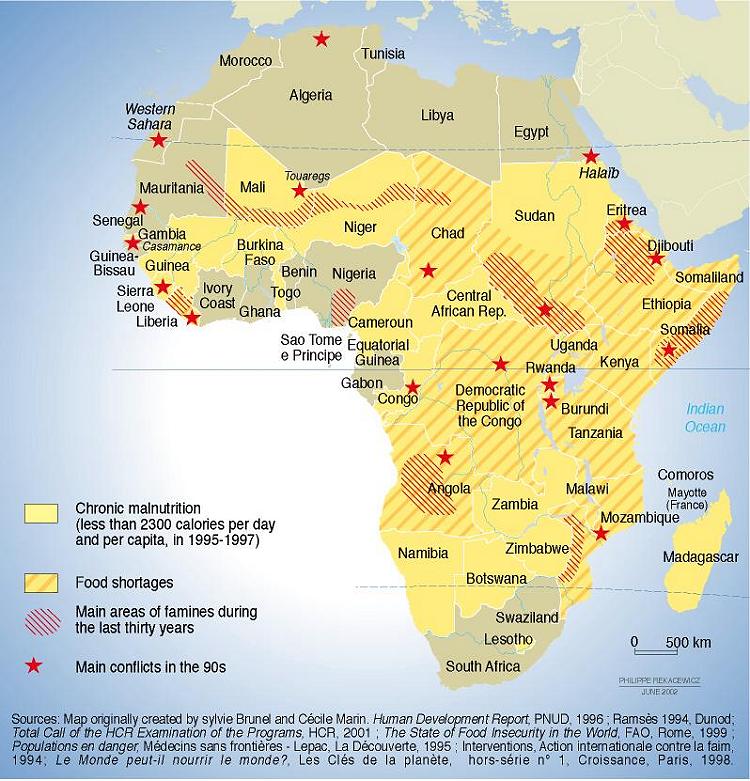 Morocco
Tunisia
Algeria
Libya
Egypt
Western
Sahara
Halaïb
Mauritania
Mali
Touaregs
Niger
Chad
Sudan
Eritrea
Djibouti
Senegal
Gambia
Casamance
Guinea-
Bissau
Guinea
Burkina
Faso
Benin
Nigeria
Somaliland
Sierra
Leone
Liberia
Ivory
Coast
Ghana
Togo
Central
African Rep.
Ethiopia
Cameroun
Somalia
Sao Tome
e Principe
Equatorial
Guinea
Uganda
Kenya
Rwanda
Gabon
Congo
Democratic
Republic of
the Congo
Burundi
Tanzania
Indian
Ocean
Angola
Zambia
Malawi
Comoros
Mayotte
(France)
Mozambique
Namibia
Zimbabwe
Botswana
Madagascar
Swaziland
Lesotho
South Africa
Chronic malnutrition
(less than 2300 calories per day
and per capita, in 1995-1997)
Food shortages
Main areas of famines during
the last thirty years
Main conflicts in the 90s
0 500 km
PHILIPPE REKACEWICZ
JUNE 2002
Sources: Map originally created by sylvie Brunel et Cécile Marin. Human Development Report, PNUD, 1996 ; Ramsès 1994, Dunod;
Total Call of the HCR Examination of the Programs, HCR, 2001 ; The State of Food Insecurity in the World, FAO, Rome, 1999 ;
Populations en danger, Médecins sans frontières - Lepac, La Découverte, 1995 ; Interventions, Action internationale contre la faim,
1994; Le Monde peut-il nourrir le monde?, Les Clés de la planète, hors-série n° 1, Croissance, Paris, 1998.